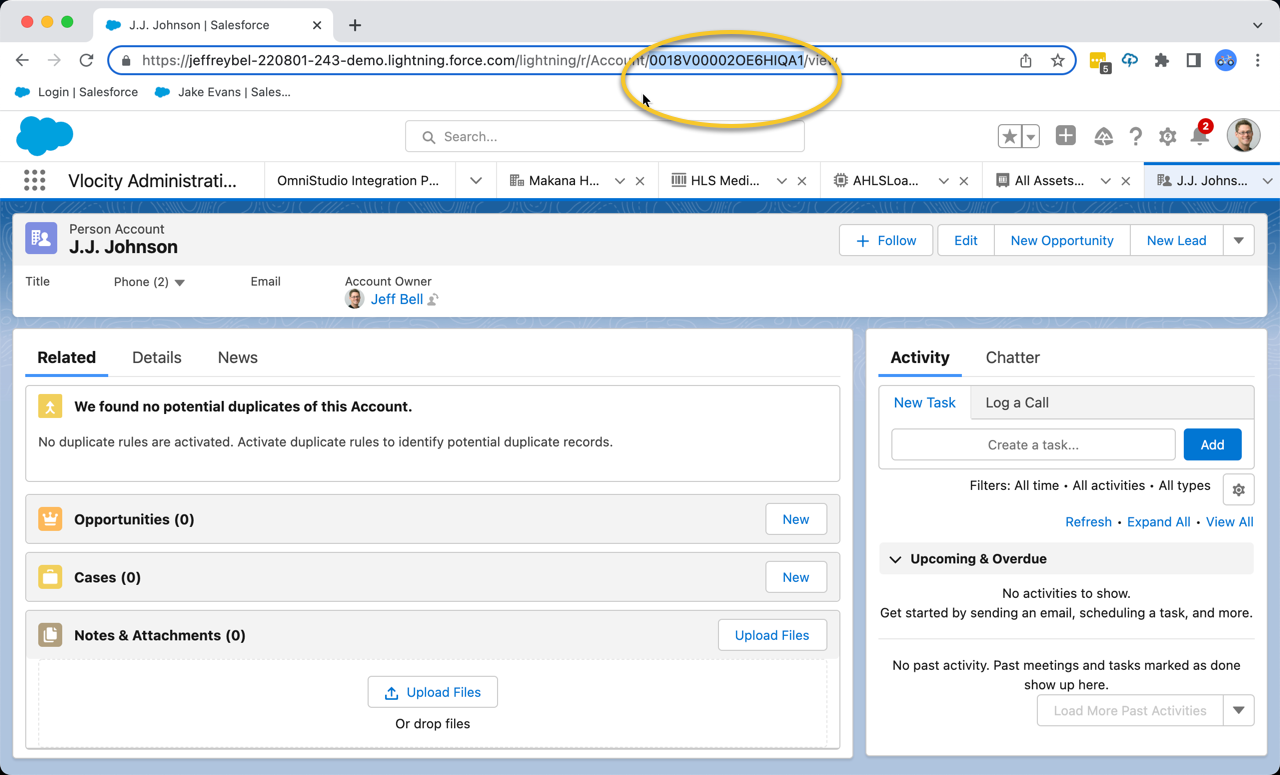 J.J. Johnson | Salesforce
https://jeffreybel-220801-243-demo.lightning.force.com/lightning/r/Account/0018V00002OE6HIQA1/view
5
Login | Salesforce
Jake Evans | Sales...
Search...
2
Vlocity Administrati...
OmniStudio Integration P...
Makana H...
HLS Medi...
AHLSLoa...
All Assets...
J.J. Johns...
Person Account
J.J. Johnson
Follow
Edit
New Opportunity
New Lead
Title
Phone (2)
Email
Account Owner
Jeff Bell
Related
Details
News
We found no potential duplicates of this Account.
No duplicate rules are activated. Activate duplicate rules to identify potential duplicate records.
Opportunities (0)
New
Cases (0)
New
Notes & Attachments (0)
Upload Files
Upload Files
Or drop files
Activity
Chatter
New Task
Log a Call
Create a task...
Add
Filters: All time • All activities • All types
Refresh • Expand All • View All
Upcoming & Overdue
No activities to show.
Get started by sending an email, scheduling a task, and more.
No past activity. Past meetings and tasks marked as done
show up here.
Load More Past Activities